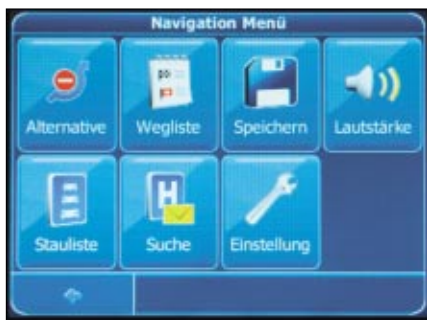 Navigation Menü
Alternative Wegliste Speichern Lautstärke
Stauliste Suche Einstellung